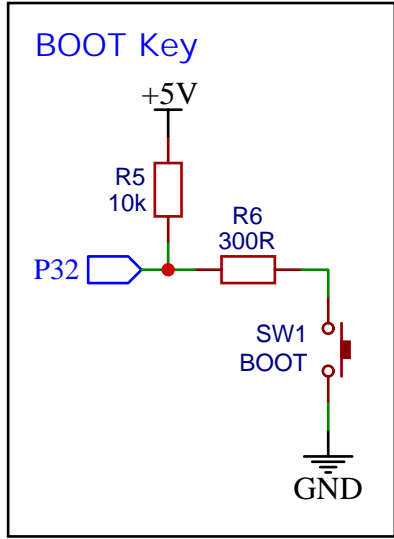 BOOT Key
+5V
R5
10k
R6
300R
P32
SW1
BOOT
GND